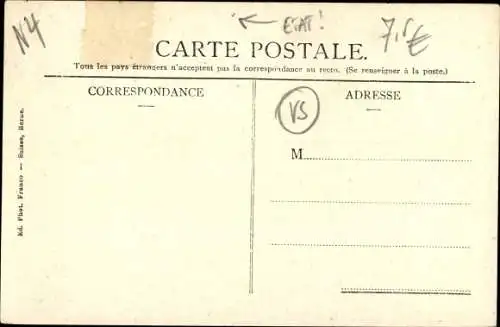 N4
ETAT!
7,5€
CARTE POSTALE.
Tous les pays étrangers n'acceptent pas la correspondance au recto. (Se renseigner à la poste.)
CORRESPONDANCE
ADRESSE
VS
M
Ed. Phot. Franco — Suisse, Berne.